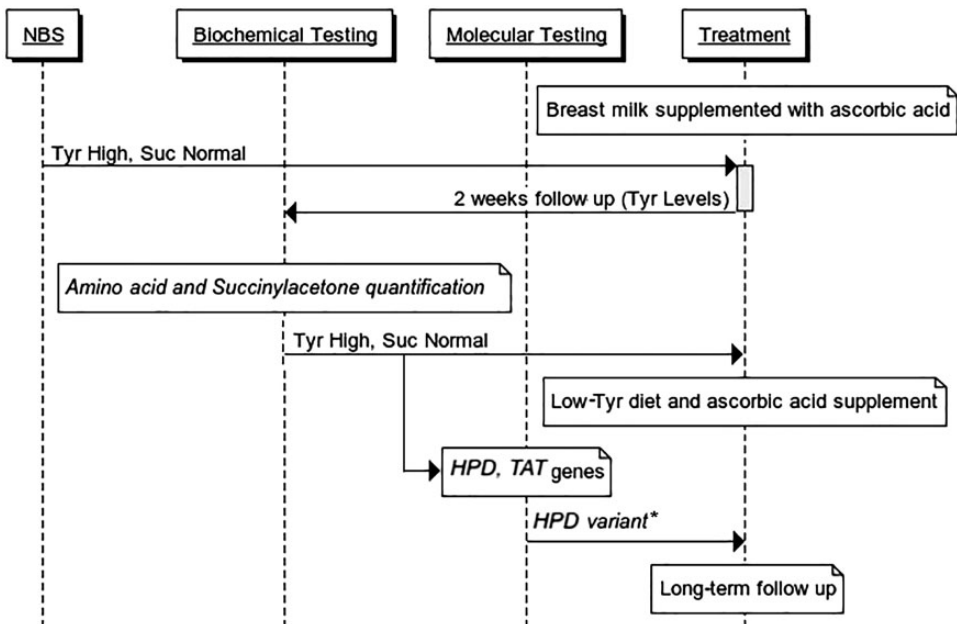 NBS
Biochemical Testing
Molecular Testing
Treatment
Breast milk supplemented with ascorbic acid
Tyr High, Suc Normal
2 weeks follow up (Tyr Levels)
Amino acid and Succinylacetone quantification
Tyr High, Suc Normal
Low-Tyr diet and ascorbic acid supplement
HPD, TAT genes
HPD variant*
Long-term follow up